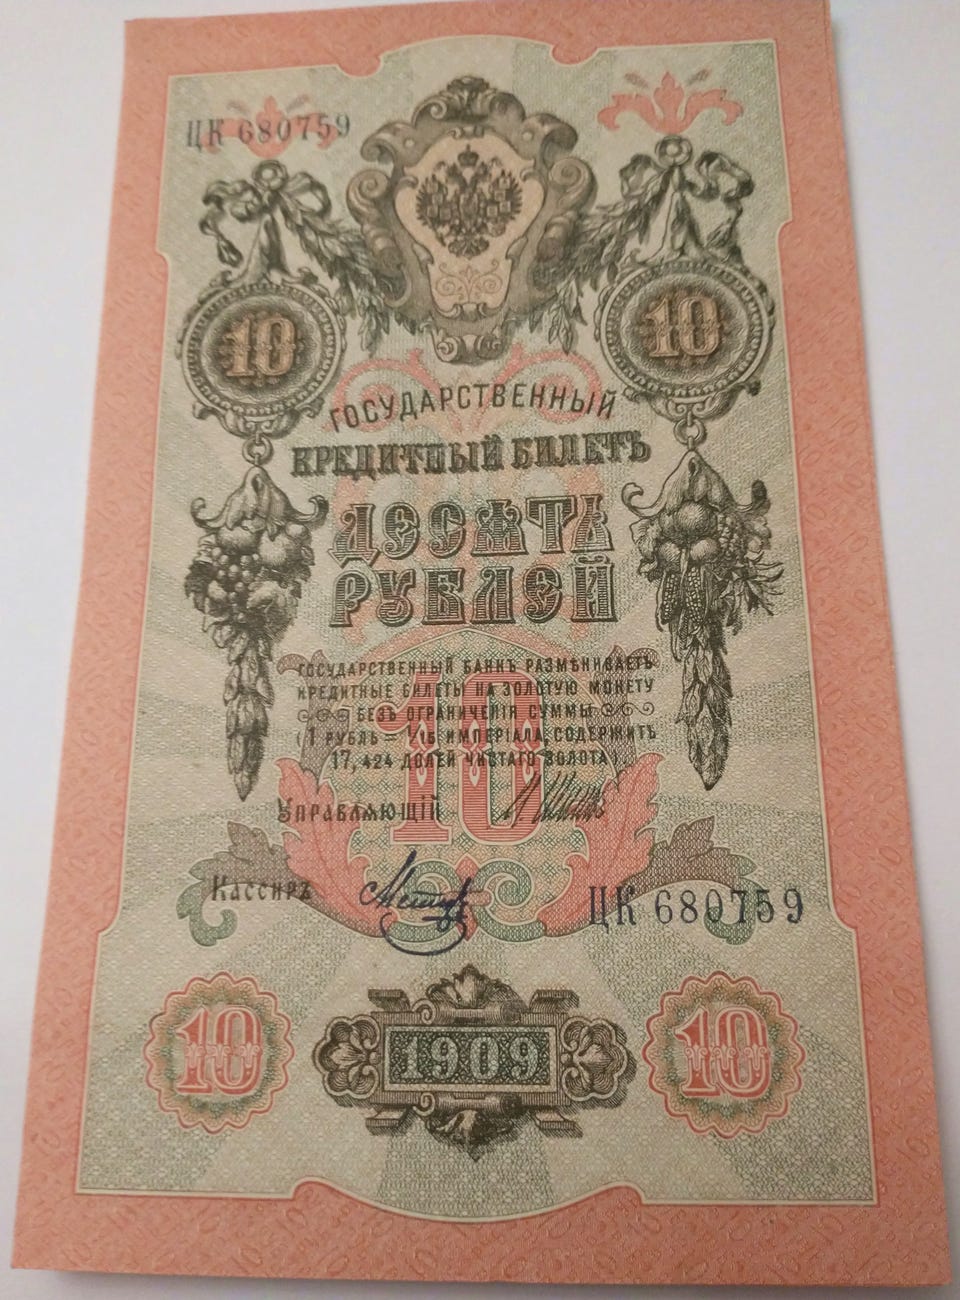 ЦК 680759
10
10
ГОСУДАРСТВЕННЫЙ
КРЕДИТНЫЙ БИЛЕТЪ
ДЕСЯТЬ
РУБЛЕЙ
ГОСУДАРСТВЕННЫЙ БАНКЪ РАЗМѢНИВАЕТЪ
КРЕДИТНЫЕ БИЛЕТЫ НА ЗОЛОТУЮ МОНЕТУ
БЕЗЪ ОГРАНИЧЕНІЯ СУММЫ
(1 РУБЛЬ = 1/15 ИМПЕРІАЛА, СОДЕРЖИТЪ
17,424 ДОЛЕЙ ЧИСТАГО ЗОЛОТА).
10
УПРАВЛЯЮЩІЙ
КАССИРЪ
ЦК 680759
10
1909
10